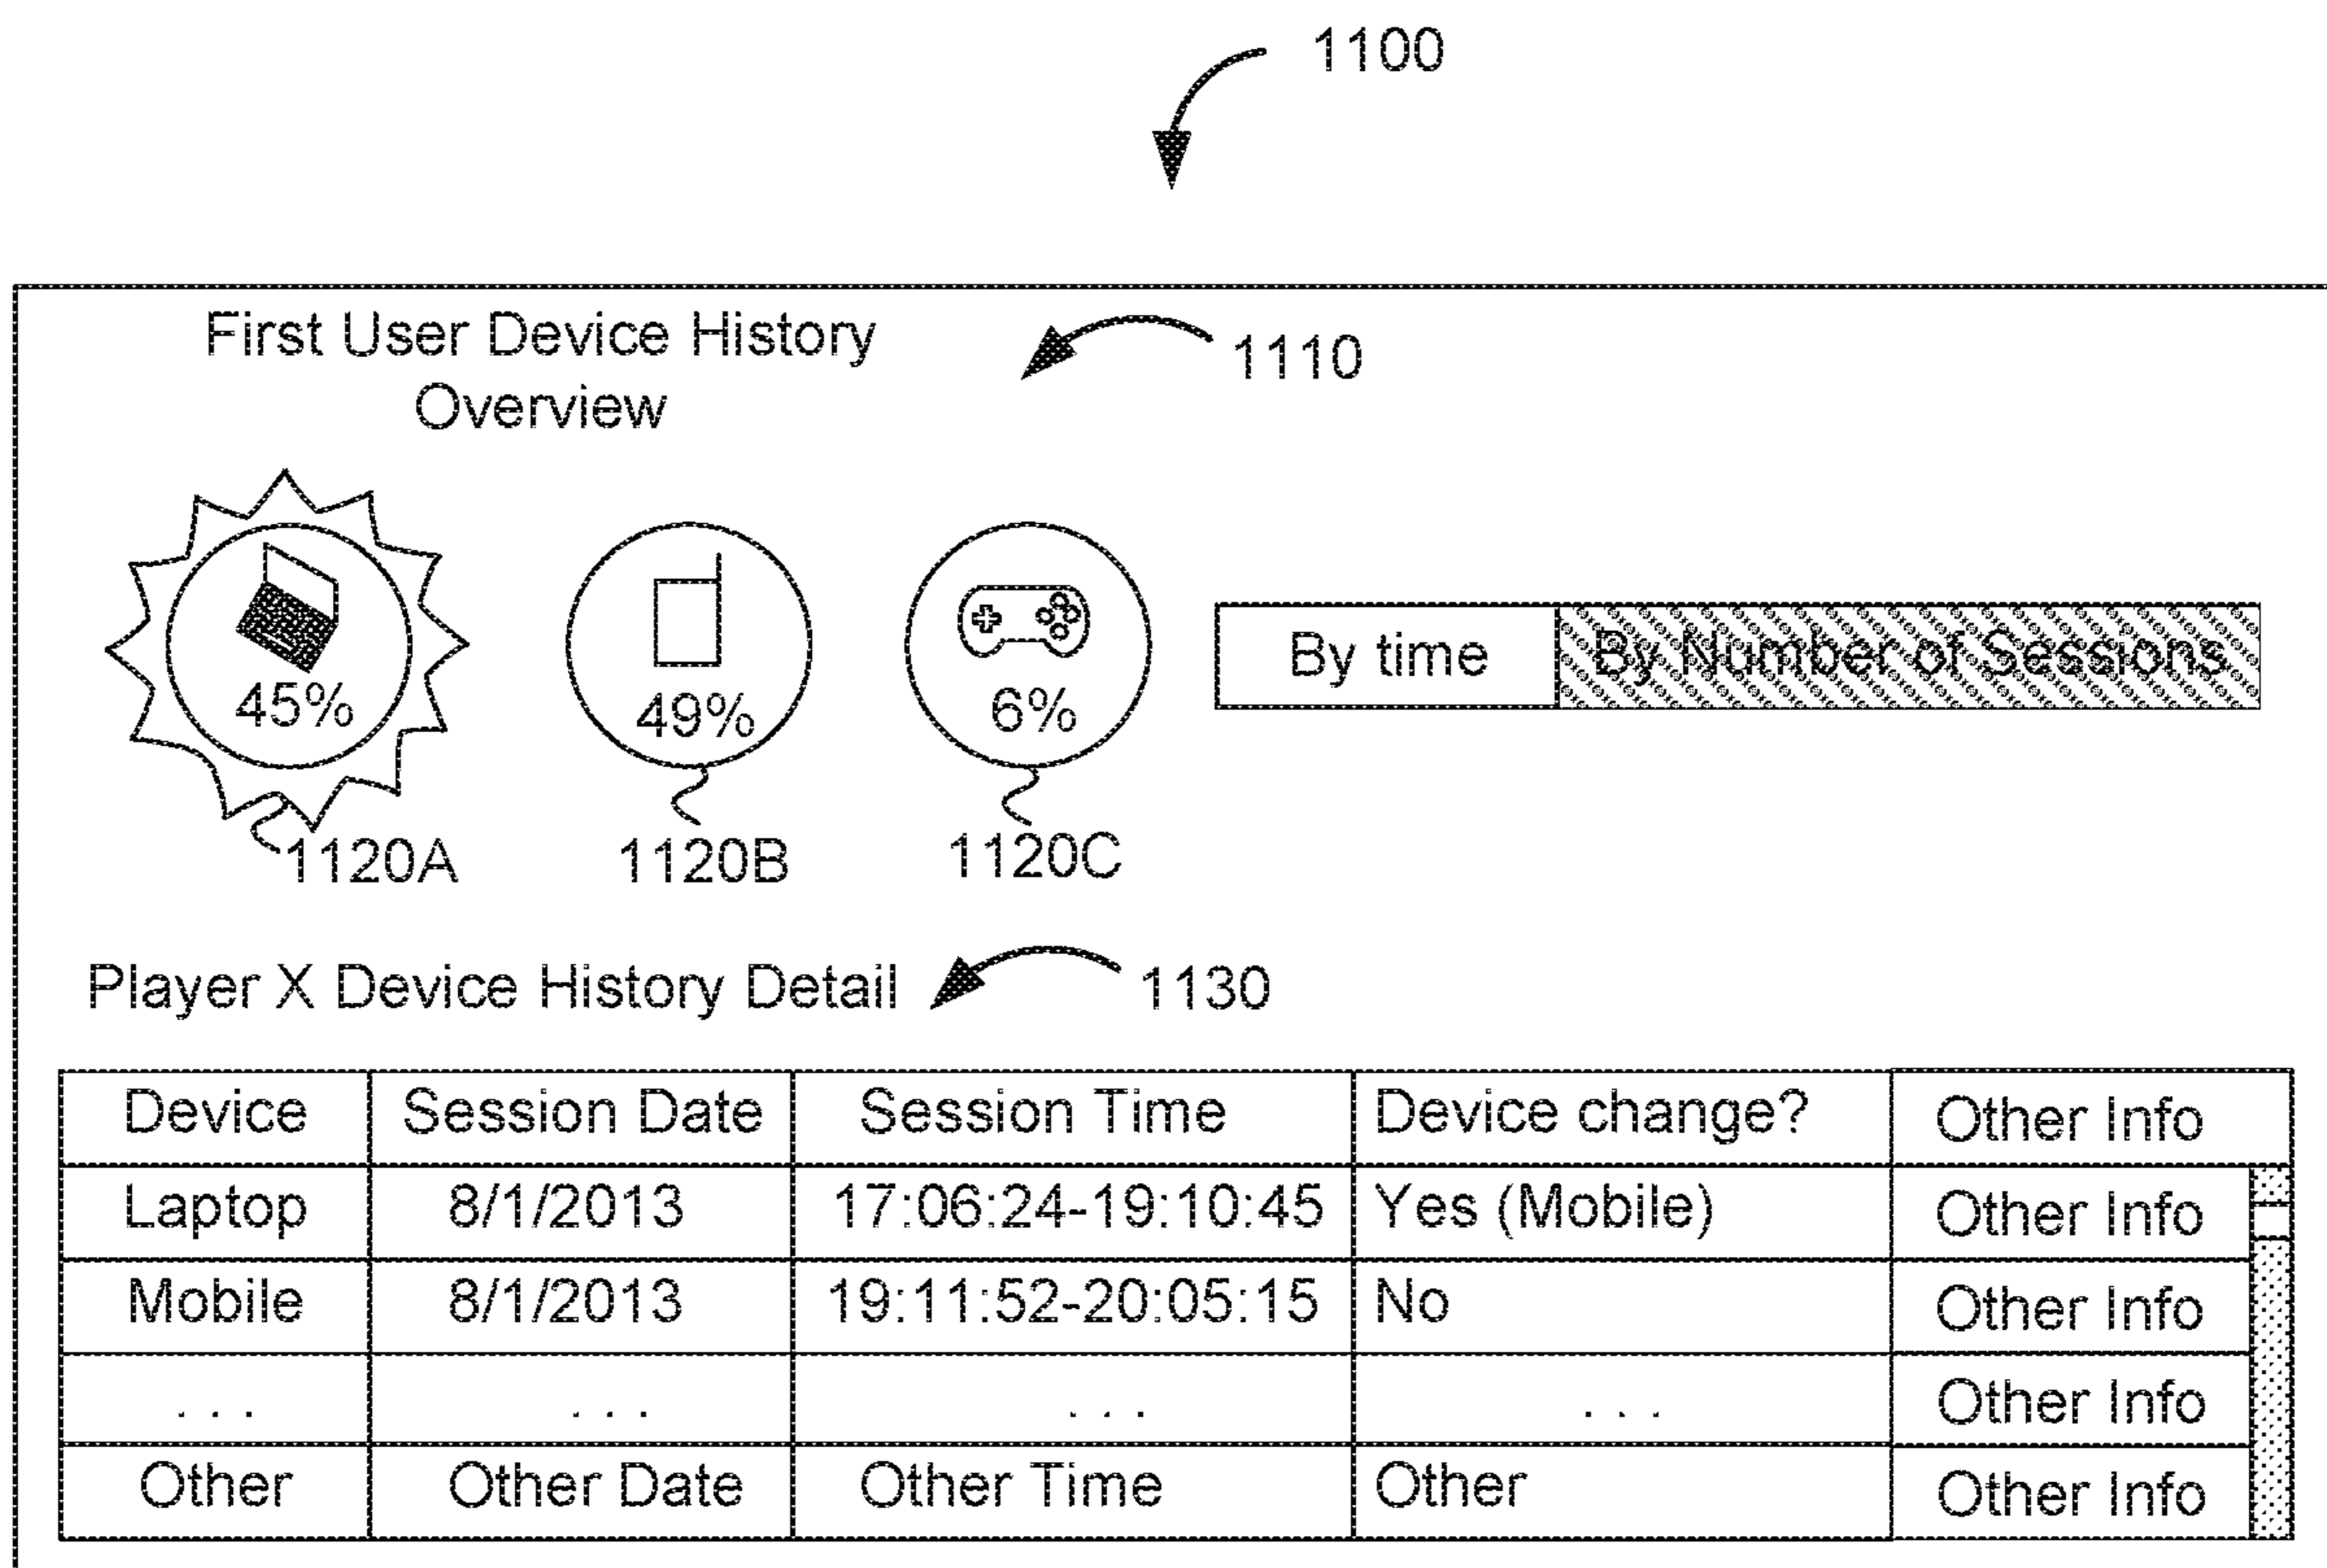 1100
First User Device History
Overview
1110
45%
49%
6%
By time
By Number of Sessions
1120A
1120B
1120C
Player X Device History Detail
1130
Device Session Date Session Time Device change? Other Info
Laptop 8/1/2013 17:06:24-19:10:45 Yes (Mobile) Other Info
Mobile 8/1/2013 19:11:52-20:05:15 No Other Info
. . . . . . . . . . . . Other Info
Other Other Date Other Time Other Other Info